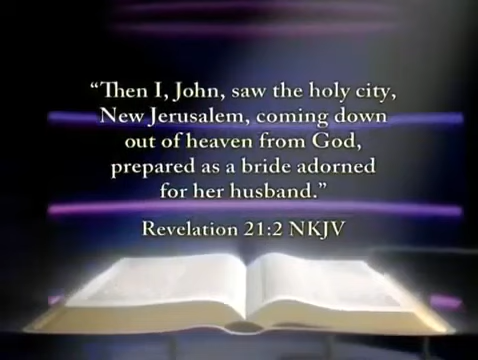 “Then I, John, saw the holy city,
New Jerusalem, coming down
out of heaven from God,
prepared as a bride adorned
for her husband.”
Revelation 21:2 NKJV